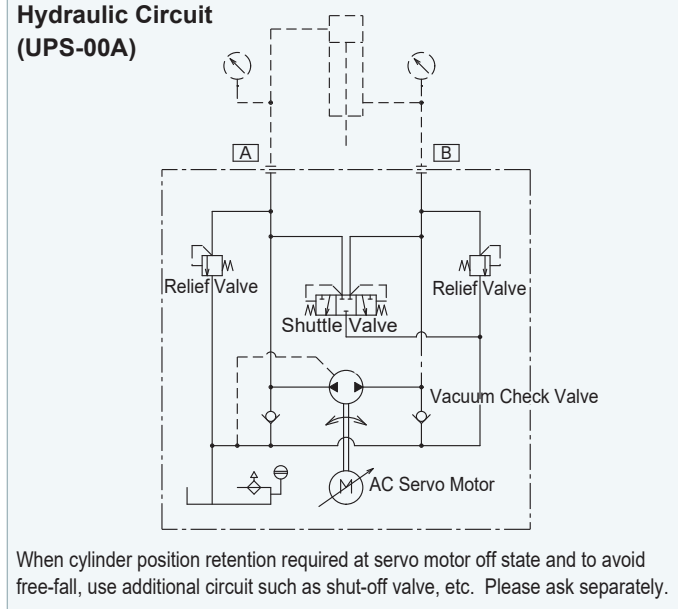 Hydraulic Circuit
(UPS-00A)
A
B
Relief Valve
Relief Valve
Shuttle Valve
Vacuum Check Valve
M
AC Servo Motor
When cylinder position retention required at servo motor off state and to avoid
free-fall, use additional circuit such as shut-off valve, etc. Please ask separately.